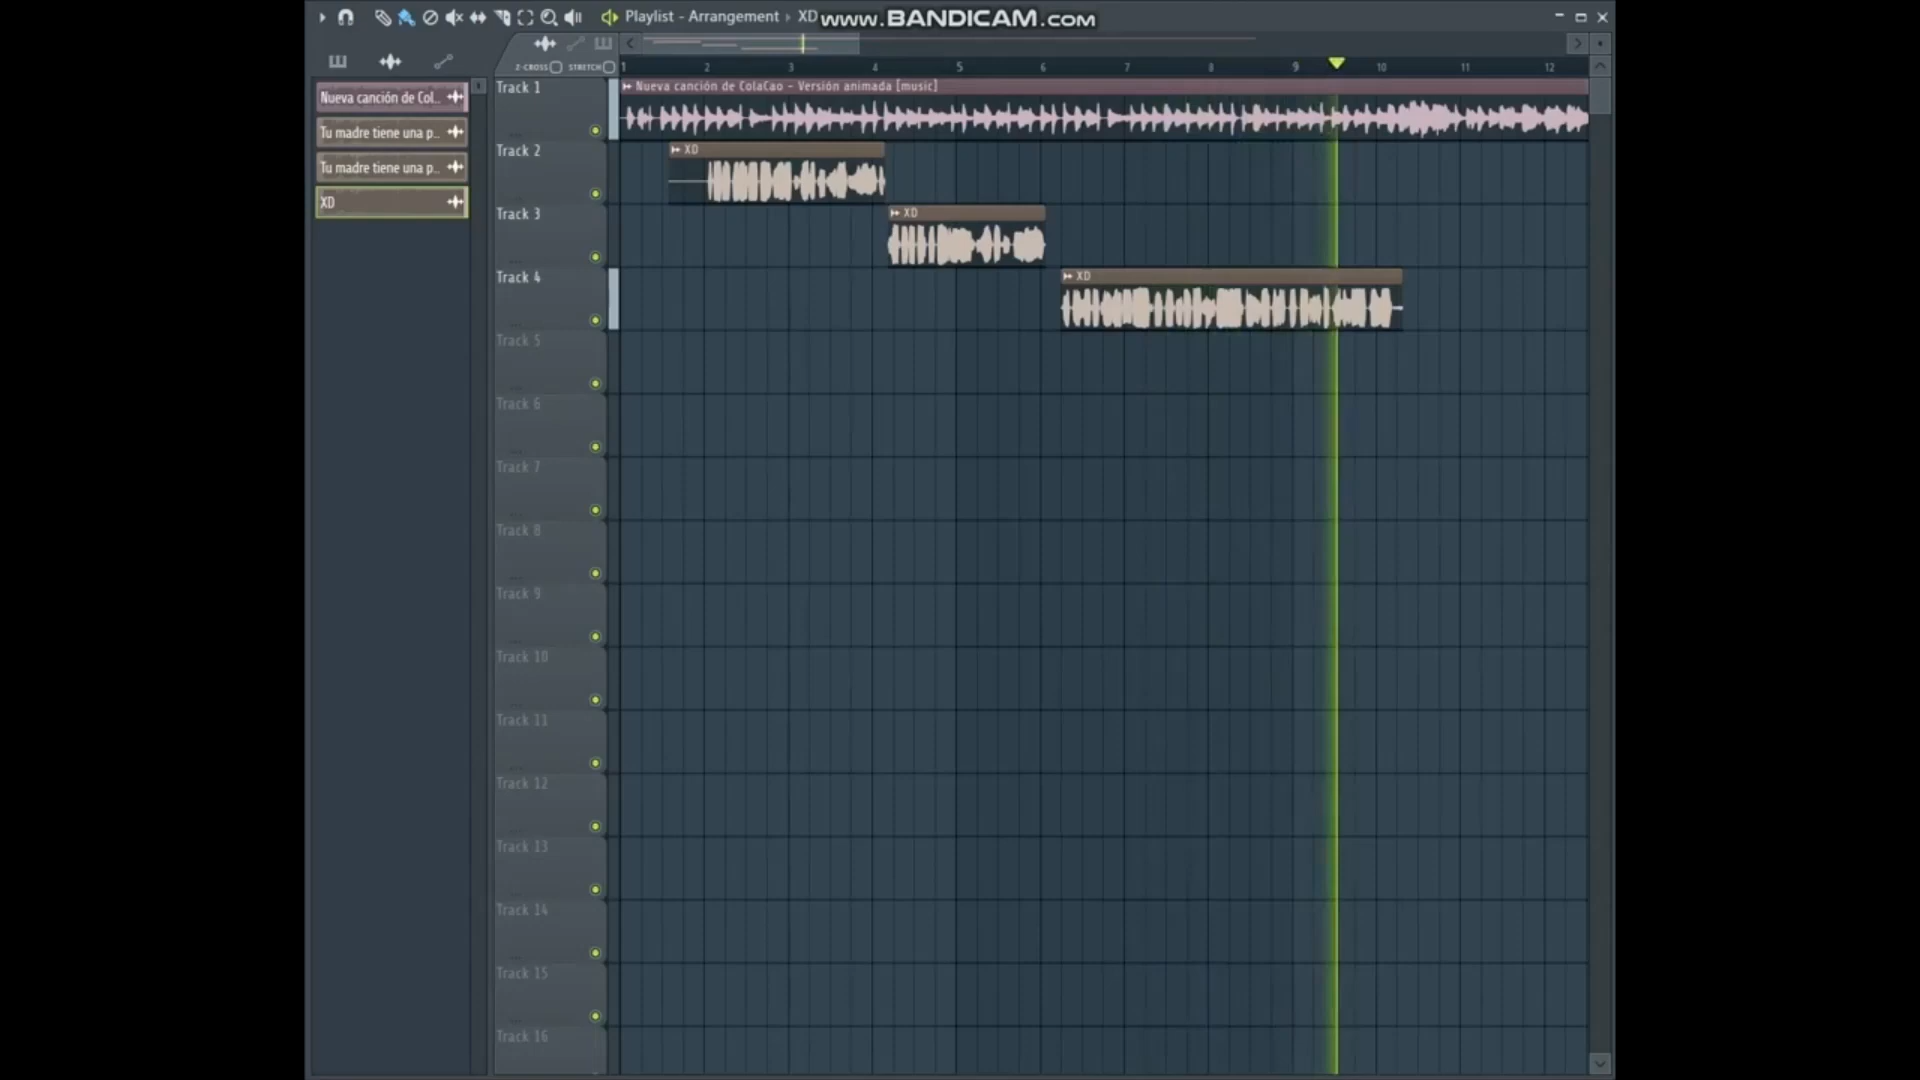 Playlist - Arrangement › XD
www.BANDICAM.com
Z-CROSS STRETCH
1 2 3 4 5 6 7 8 9 10 11 12
Nueva canción de Col..
Tu madre tiene una p..
Tu madre tiene una p..
XD
Track 1
Nueva canción de ColaCao - Versión animada [music]
Track 2
XD
Track 3
XD
Track 4
XD
Track 5
Track 6
Track 7
Track 8
Track 9
Track 10
Track 11
Track 12
Track 13
Track 14
Track 15
Track 16